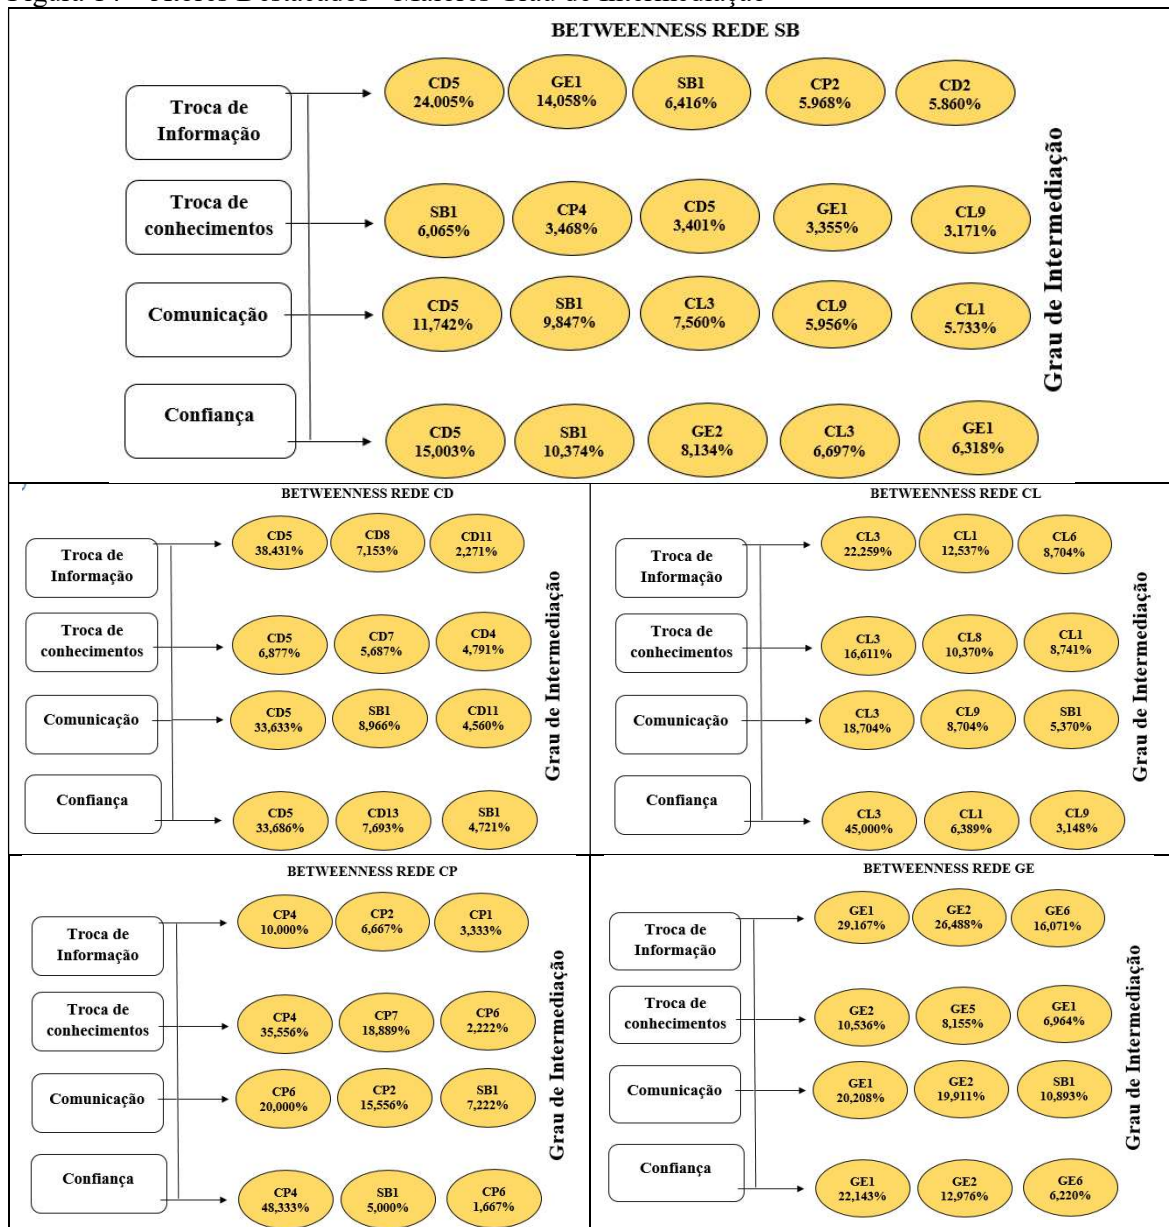 BETWEENNESS REDE SB
Troca de
Informação
CD5
24,005%
GE1
14,058%
SB1
6,416%
CP2
5.968%
CD2
5.860%
Troca de
conhecimentos
SB1
6,065%
CP4
3,468%
CD5
3,401%
GE1
3,355%
CL9
3,171%
Comunicação
CD5
11,742%
SB1
9,847%
CL3
7,560%
CL9
5,956%
CL1
5.733%
Confiança
CD5
15,003%
SB1
10,374%
GE2
8,134%
CL3
6,697%
GE1
6,318%
Grau de Intermediação
BETWEENNESS REDE CD
Troca de
Informação
CD5
38.431%
CD8
7,153%
CD11
2,271%
Troca de
conhecimentos
CD5
6,877%
CD7
5,687%
CD4
4,791%
Comunicação
CD5
33,633%
SB1
8,966%
CD11
4,560%
Confiança
CD5
33,686%
CD13
7,693%
SB1
4,721%
Grau de Intermediação
BETWEENNESS REDE CL
Troca de
Informação
CL3
22,259%
CL1
12,537%
CL6
8,704%
Troca de
conhecimentos
CL3
16,611%
CL8
10,370%
CL1
8,741%
Comunicação
CL3
18,704%
CL9
8,704%
SB1
5,370%
Confiança
CL3
45,000%
CL1
6,389%
CL9
3,148%
Grau de Intermediação
BETWEENNESS REDE CP
Troca de
Informação
CP4
10,000%
CP2
6,667%
CP1
3,333%
Troca de
conhecimentos
CP4
35,556%
CP7
18,889%
CP6
2,222%
Comunicação
CP6
20,000%
CP2
15,556%
SB1
7,222%
Confiança
CP4
48,333%
SB1
5,000%
CP6
1,667%
Grau de Intermediação
BETWEENNESS REDE GE
Troca de
Informação
GE1
29,167%
GE2
26,488%
GE6
16,071%
Troca de
conhecimentos
GE2
10,536%
GE5
8,155%
GE1
6,964%
Comunicação
GE1
20,208%
GE2
19,911%
SB1
10,893%
Confiança
GE1
22,143%
GE2
12,976%
GE6
6,220%
Grau de Intermediação